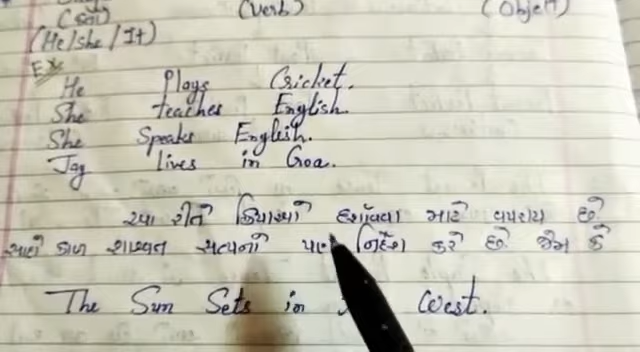 (કર્તા) (Verb) (Object)
(He/she/It)
Ex
He Plays Cricket.
She teaches English.
She Speaks English.
Jay lives in Goa.
આ રીતે ક્રિયાઓ દર્શાવવા માટે વપરાય છે
સાદો કાળ શાશ્વત સત્યનો પણ નિર્દેશ કરે છે જેમ કે
The Sun Sets in West.